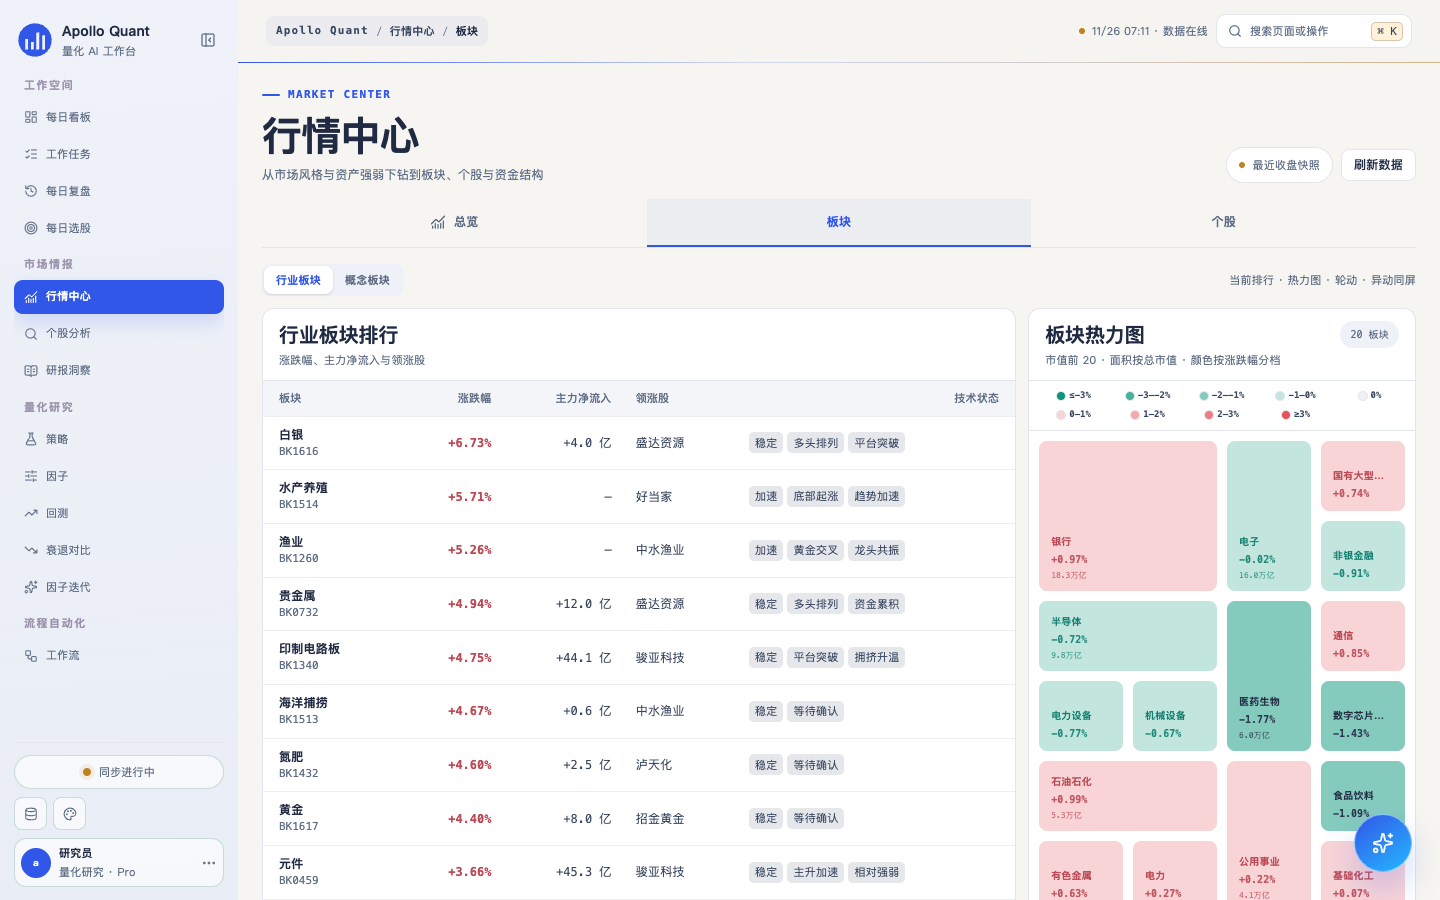 Apollo Quant
量化 AI 工作台
工作空间
每日看板
工作任务
每日复盘
每日选股
市场情报
行情中心
个股分析
研报洞察
量化研究
策略
因子
回测
衰退对比
因子迭代
流程自动化
工作流
同步进行中
a
研究员
量化研究 · Pro
Apollo Quant / 行情中心 / 板块
11/26 07:11 · 数据在线
搜索页面或操作
⌘ K
MARKET CENTER
行情中心
从市场风格与资产强弱下钻到板块、个股与资金结构
最近收盘快照
刷新数据
总览
板块
个股
行业板块
概念板块
当前排行 · 热力图 · 轮动 · 异动同屏
行业板块排行
涨跌幅、主力净流入与领涨股
板块 涨跌幅 主力净流入 领涨股 技术状态
白银 +6.73% +4.0 亿 盛达资源 稳定 多头排列 平台突破
BK1616
水产养殖 +5.71% — 好当家 加速 底部起涨 趋势加速
BK1514
渔业 +5.26% — 中水渔业 加速 黄金交叉 龙头共振
BK1260
贵金属 +4.94% +12.0 亿 盛达资源 稳定 多头排列 资金累积
BK0732
印制电路板 +4.75% +44.1 亿 骏亚科技 稳定 平台突破 拥挤升温
BK1340
海洋捕捞 +4.67% +0.6 亿 中水渔业 稳定 等待确认
BK1513
氮肥 +4.60% +2.5 亿 泸天化 稳定 等待确认
BK1432
黄金 +4.40% +8.0 亿 招金黄金 稳定 等待确认
BK1617
元件 +3.66% +45.3 亿 骏亚科技 稳定 主升加速 相对强弱
BK0459
板块热力图
20 板块
市值前 20 · 面积按总市值 · 颜色按涨跌幅分档
≤−3% −3–−2% −2–−1% −1–0% 0%
0–1% 1–2% 2–3% ≥3%
银行
+0.97%
18.3万亿
电子
−0.02%
16.0万亿
国有大型…
+0.74%
非银金融
−0.91%
半导体
−0.72%
9.8万亿
医药生物
−1.77%
6.0万亿
通信
+0.85%
电力设备
−0.77%
机械设备
−0.67%
数字芯片…
−1.43%
石油石化
+0.99%
5.3万亿
公用事业
+0.22%
4.1万亿
食品饮料
−1.09%
有色金属
+0.63%
电力
+0.27%
基础化工
+0.07%